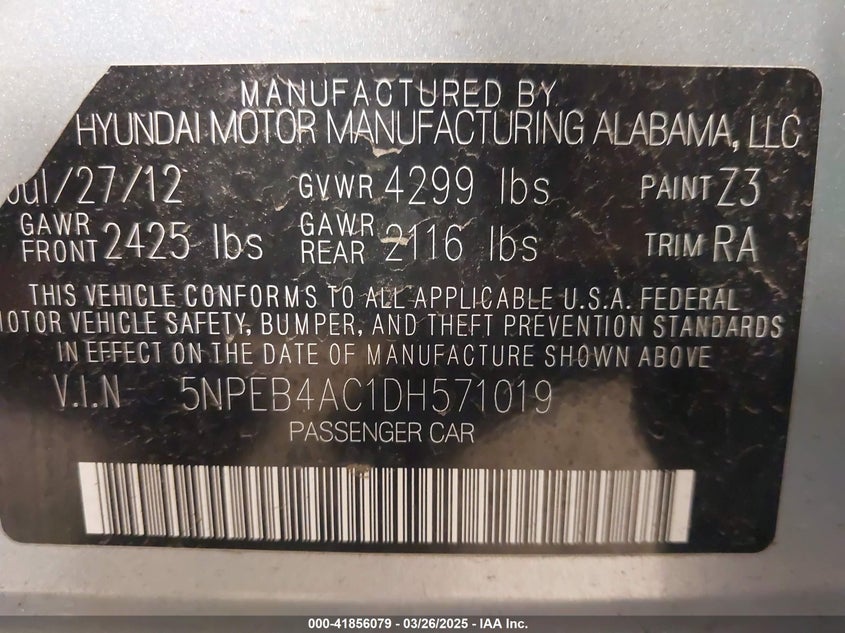 MANUFACTURED BY
HYUNDAI MOTOR MANUFACTURING ALABAMA, LLC
Jul/27/12 GVWR 4299 lbs PAINT Z3
GAWR FRONT 2425 lbs GAWR REAR 2116 lbs TRIM RA
THIS VEHICLE CONFORMS TO ALL APPLICABLE U.S.A. FEDERAL
MOTOR VEHICLE SAFETY, BUMPER, AND THEFT PREVENTION STANDARDS
IN EFFECT ON THE DATE OF MANUFACTURE SHOWN ABOVE
V.I.N 5NPEB4AC1DH571019
PASSENGER CAR
000-41856079 - 03/26/2025 - IAA Inc.